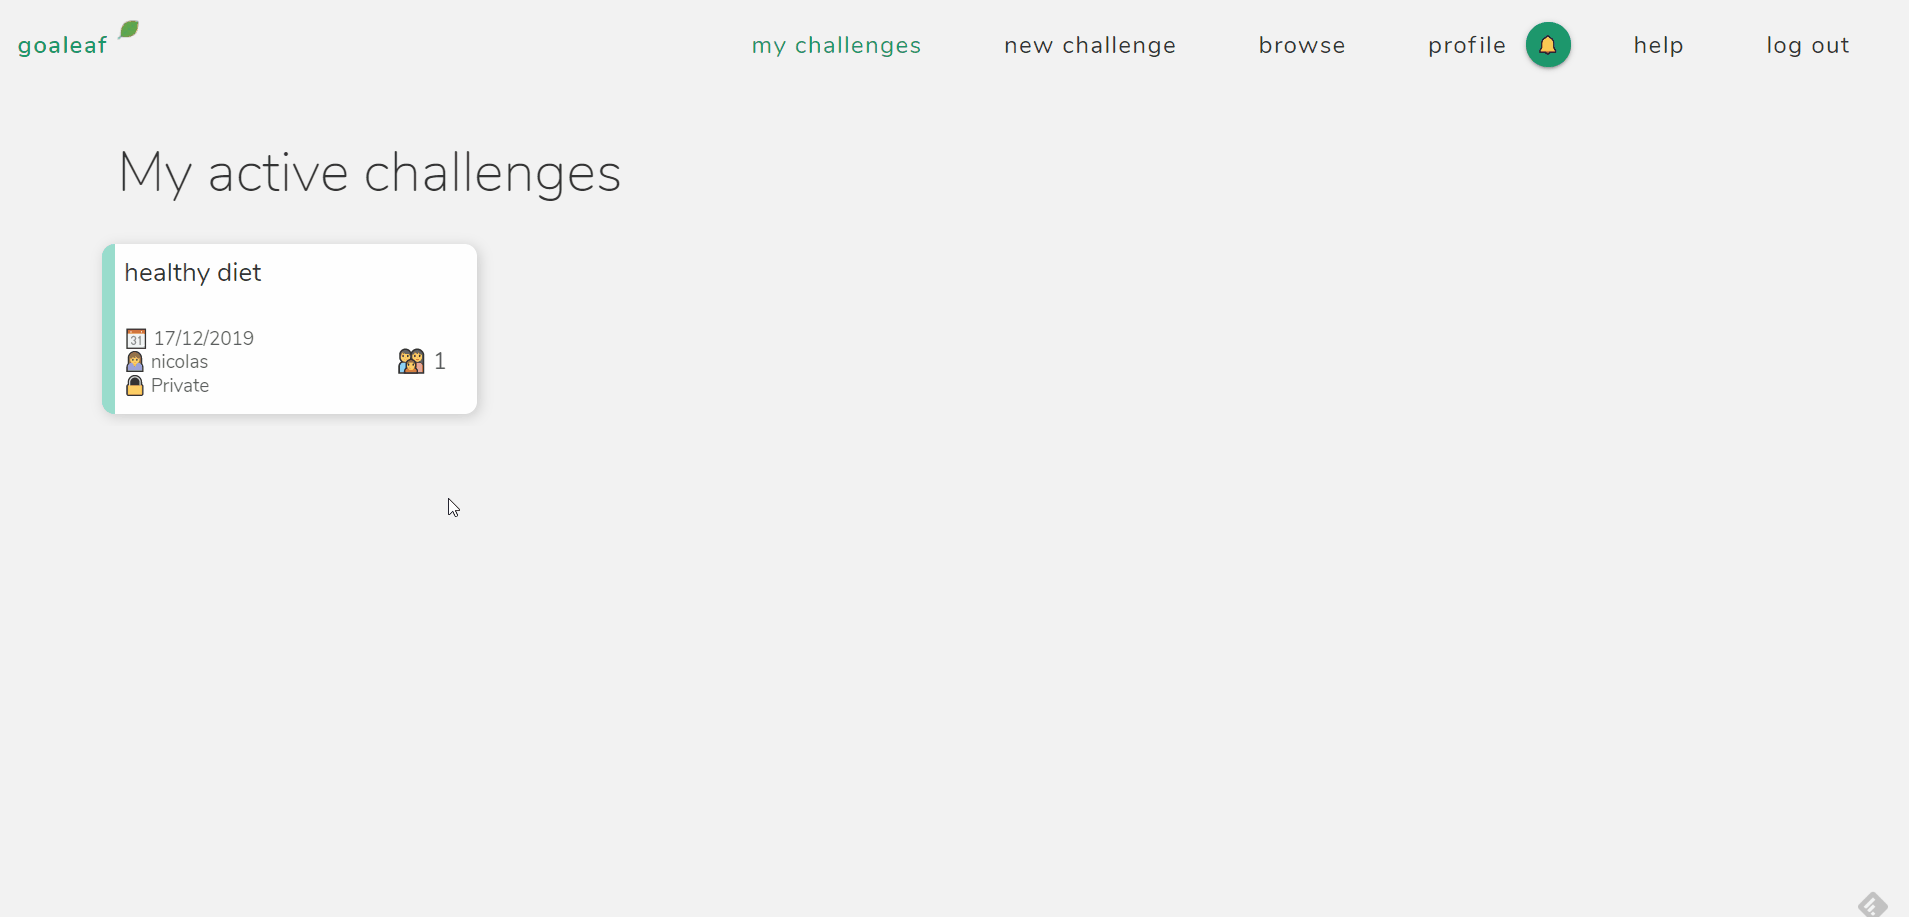 goaleaf
my challenges new challenge browse profile help log out
My active challenges
healthy diet
31 17/12/2019
nicolas 1
Private